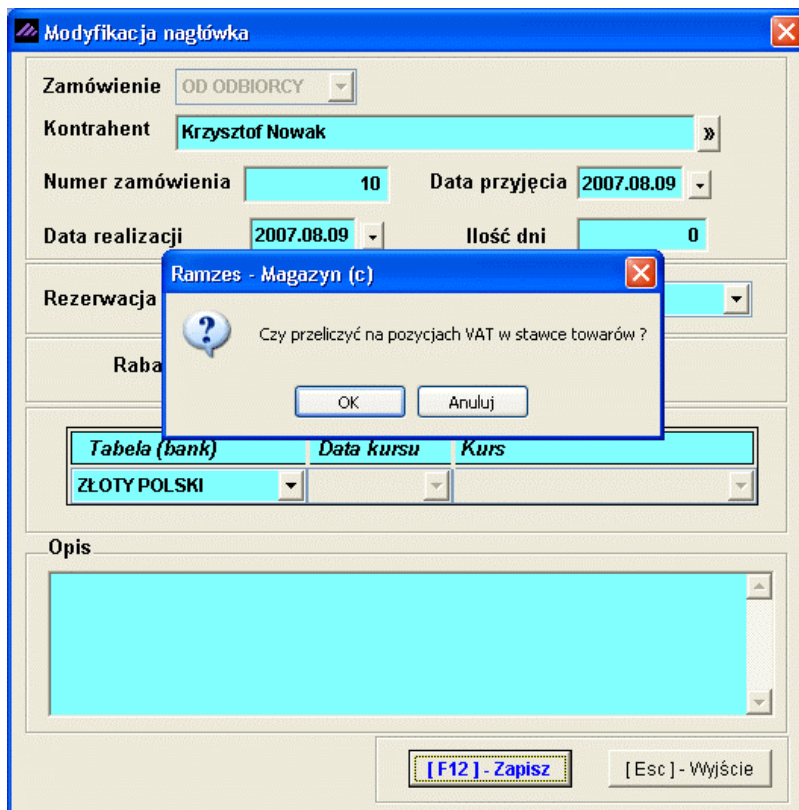 Modyfikacja nagłówka
Zamówienie OD ODBIORCY
Kontrahent Krzysztof Nowak »
Numer zamówienia 10 Data przyjęcia 2007.08.09
Data realizacji 2007.08.09 Ilość dni 0
Ramzes - Magazyn (c)
Rezerwacja
? Czy przeliczyć na pozycjach VAT w stawce towarów ?
Raba
OK Anuluj
Tabela (bank) Data kursu Kurs
ZŁOTY POLSKI
Opis
[ F12 ] - Zapisz [ Esc ] - Wyjście